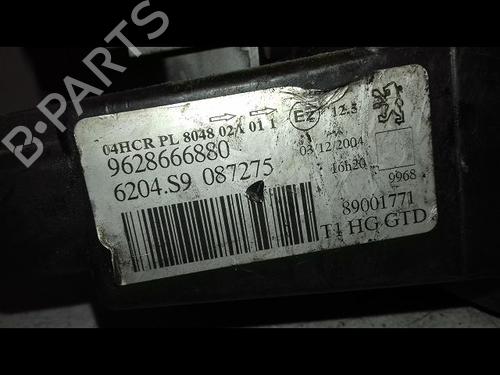 B-PARTS
04HCR PL 8048 02A 01 1
E2 12.5
9628666880
03/12/2004
6204.S9 087275
16h20
9968
89001771
T1 HG GTD